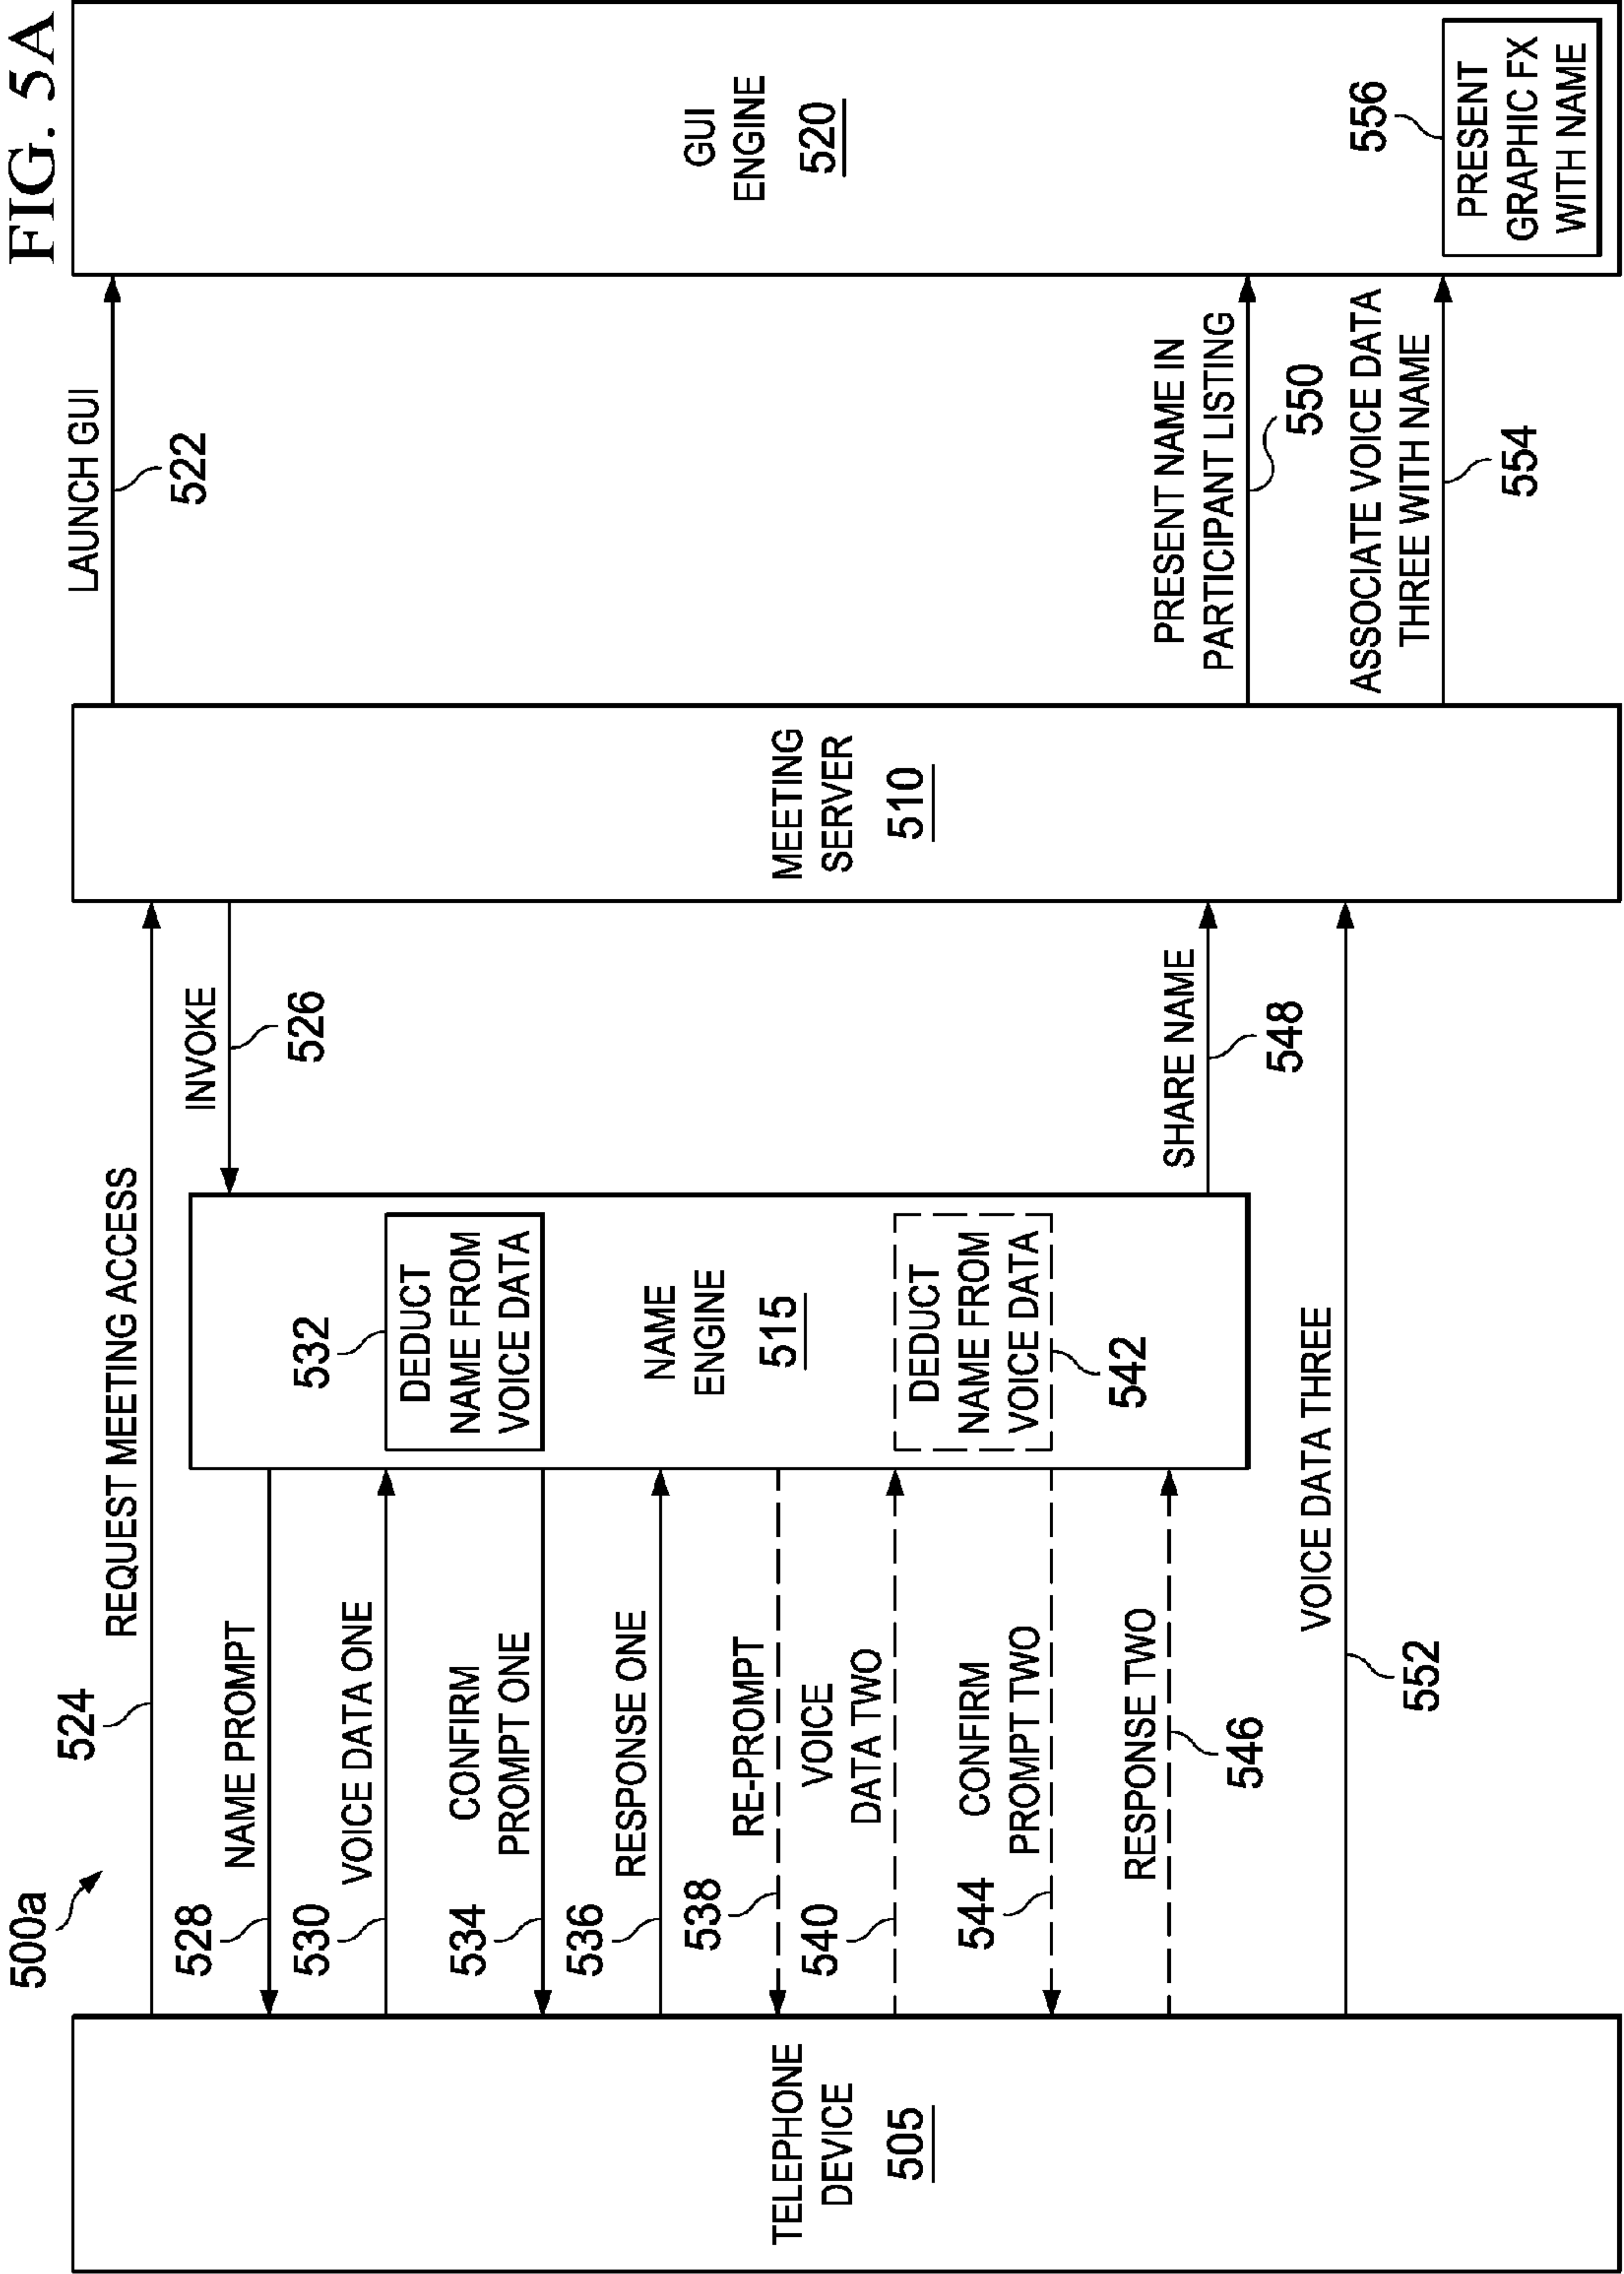 FIG. 5A
500a
TELEPHONE
DEVICE
505
NAME
ENGINE
515
MEETING
SERVER
510
GUI
ENGINE
520
LAUNCH GUI
522
524
REQUEST MEETING ACCESS
INVOKE
526
528
NAME PROMPT
530
VOICE DATA ONE
532
DEDUCT
NAME FROM
VOICE DATA
534
CONFIRM
PROMPT ONE
536
RESPONSE ONE
538
RE-PROMPT
540
VOICE
DATA TWO
DEDUCT
NAME FROM
VOICE DATA
542
544
CONFIRM
PROMPT TWO
RESPONSE TWO
546
SHARE NAME
548
PRESENT NAME IN
PARTICIPANT LISTING
550
VOICE DATA THREE
552
ASSOCIATE VOICE DATA
THREE WITH NAME
554
556
PRESENT
GRAPHIC FX
WITH NAME